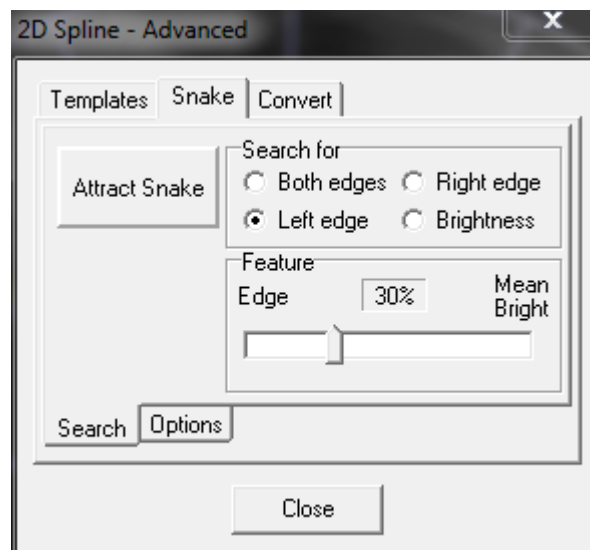 2D Spline - Advanced
X
Templates Snake Convert
Attract Snake
Search for
Both edges Right edge
Left edge Brightness
Feature
Edge 30% Mean Bright
Search Options
Close